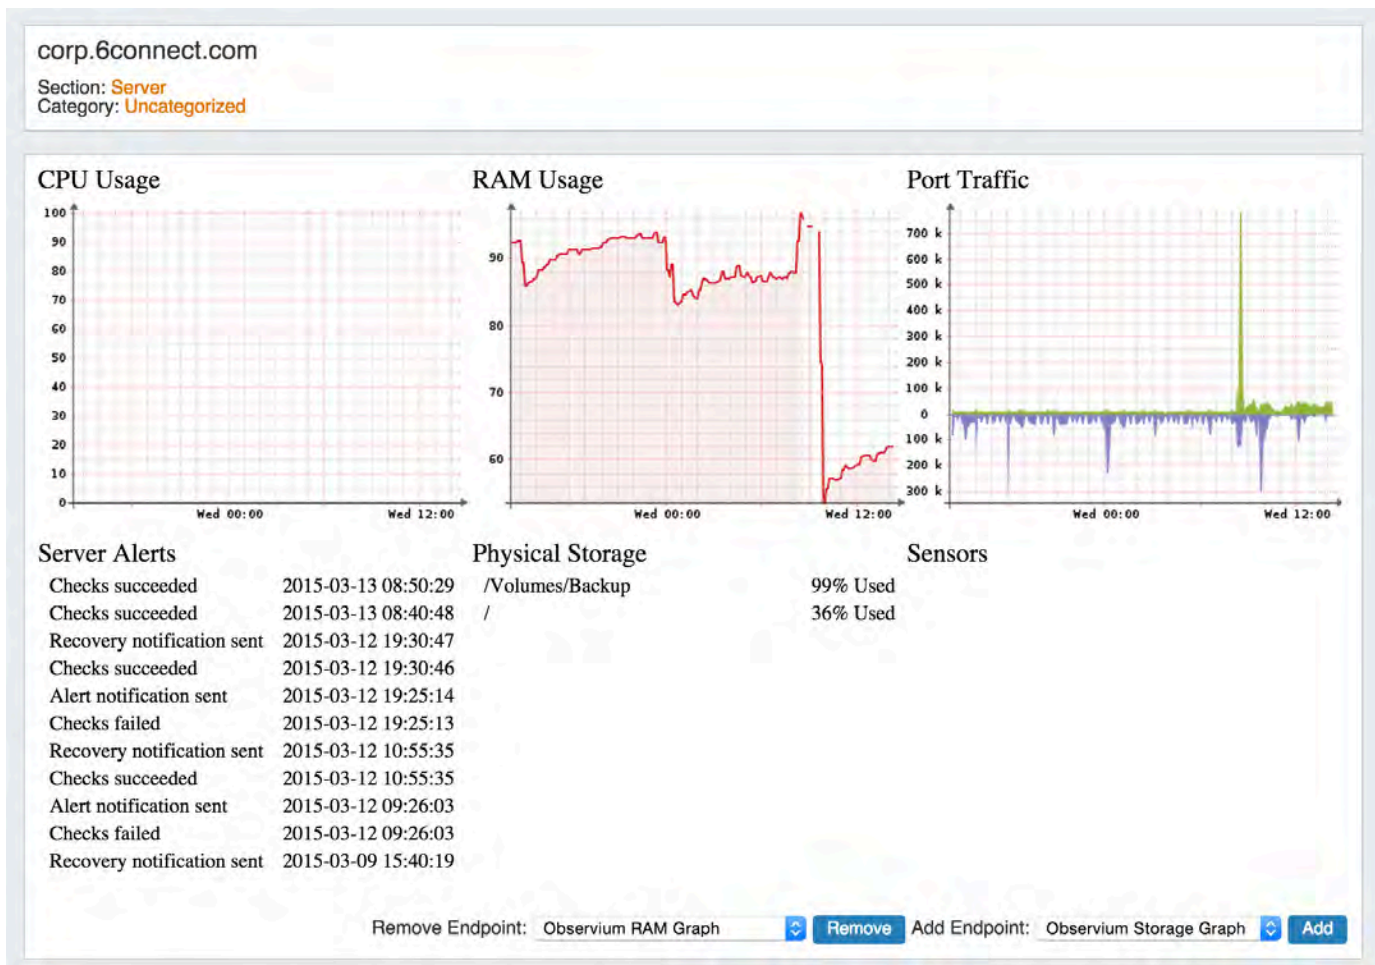 corp.6connect.com
Section: Server
Category: Uncategorized
CPU Usage
100
90
80
70
60
50
40
30
20
10
0
Wed 00:00 Wed 12:00
RAM Usage
90
80
70
60
Wed 00:00 Wed 12:00
Port Traffic
700 k
600 k
500 k
400 k
300 k
200 k
100 k
0
100 k
200 k
300 k
Wed 00:00 Wed 12:00
Server Alerts
Checks succeeded 2015-03-13 08:50:29
Checks succeeded 2015-03-13 08:40:48
Recovery notification sent 2015-03-12 19:30:47
Checks succeeded 2015-03-12 19:30:46
Alert notification sent 2015-03-12 19:25:14
Checks failed 2015-03-12 19:25:13
Recovery notification sent 2015-03-12 10:55:35
Checks succeeded 2015-03-12 10:55:35
Alert notification sent 2015-03-12 09:26:03
Checks failed 2015-03-12 09:26:03
Recovery notification sent 2015-03-09 15:40:19
Physical Storage
/Volumes/Backup 99% Used
/ 36% Used
Sensors
Remove Endpoint: Observium RAM Graph Remove Add Endpoint: Observium Storage Graph Add